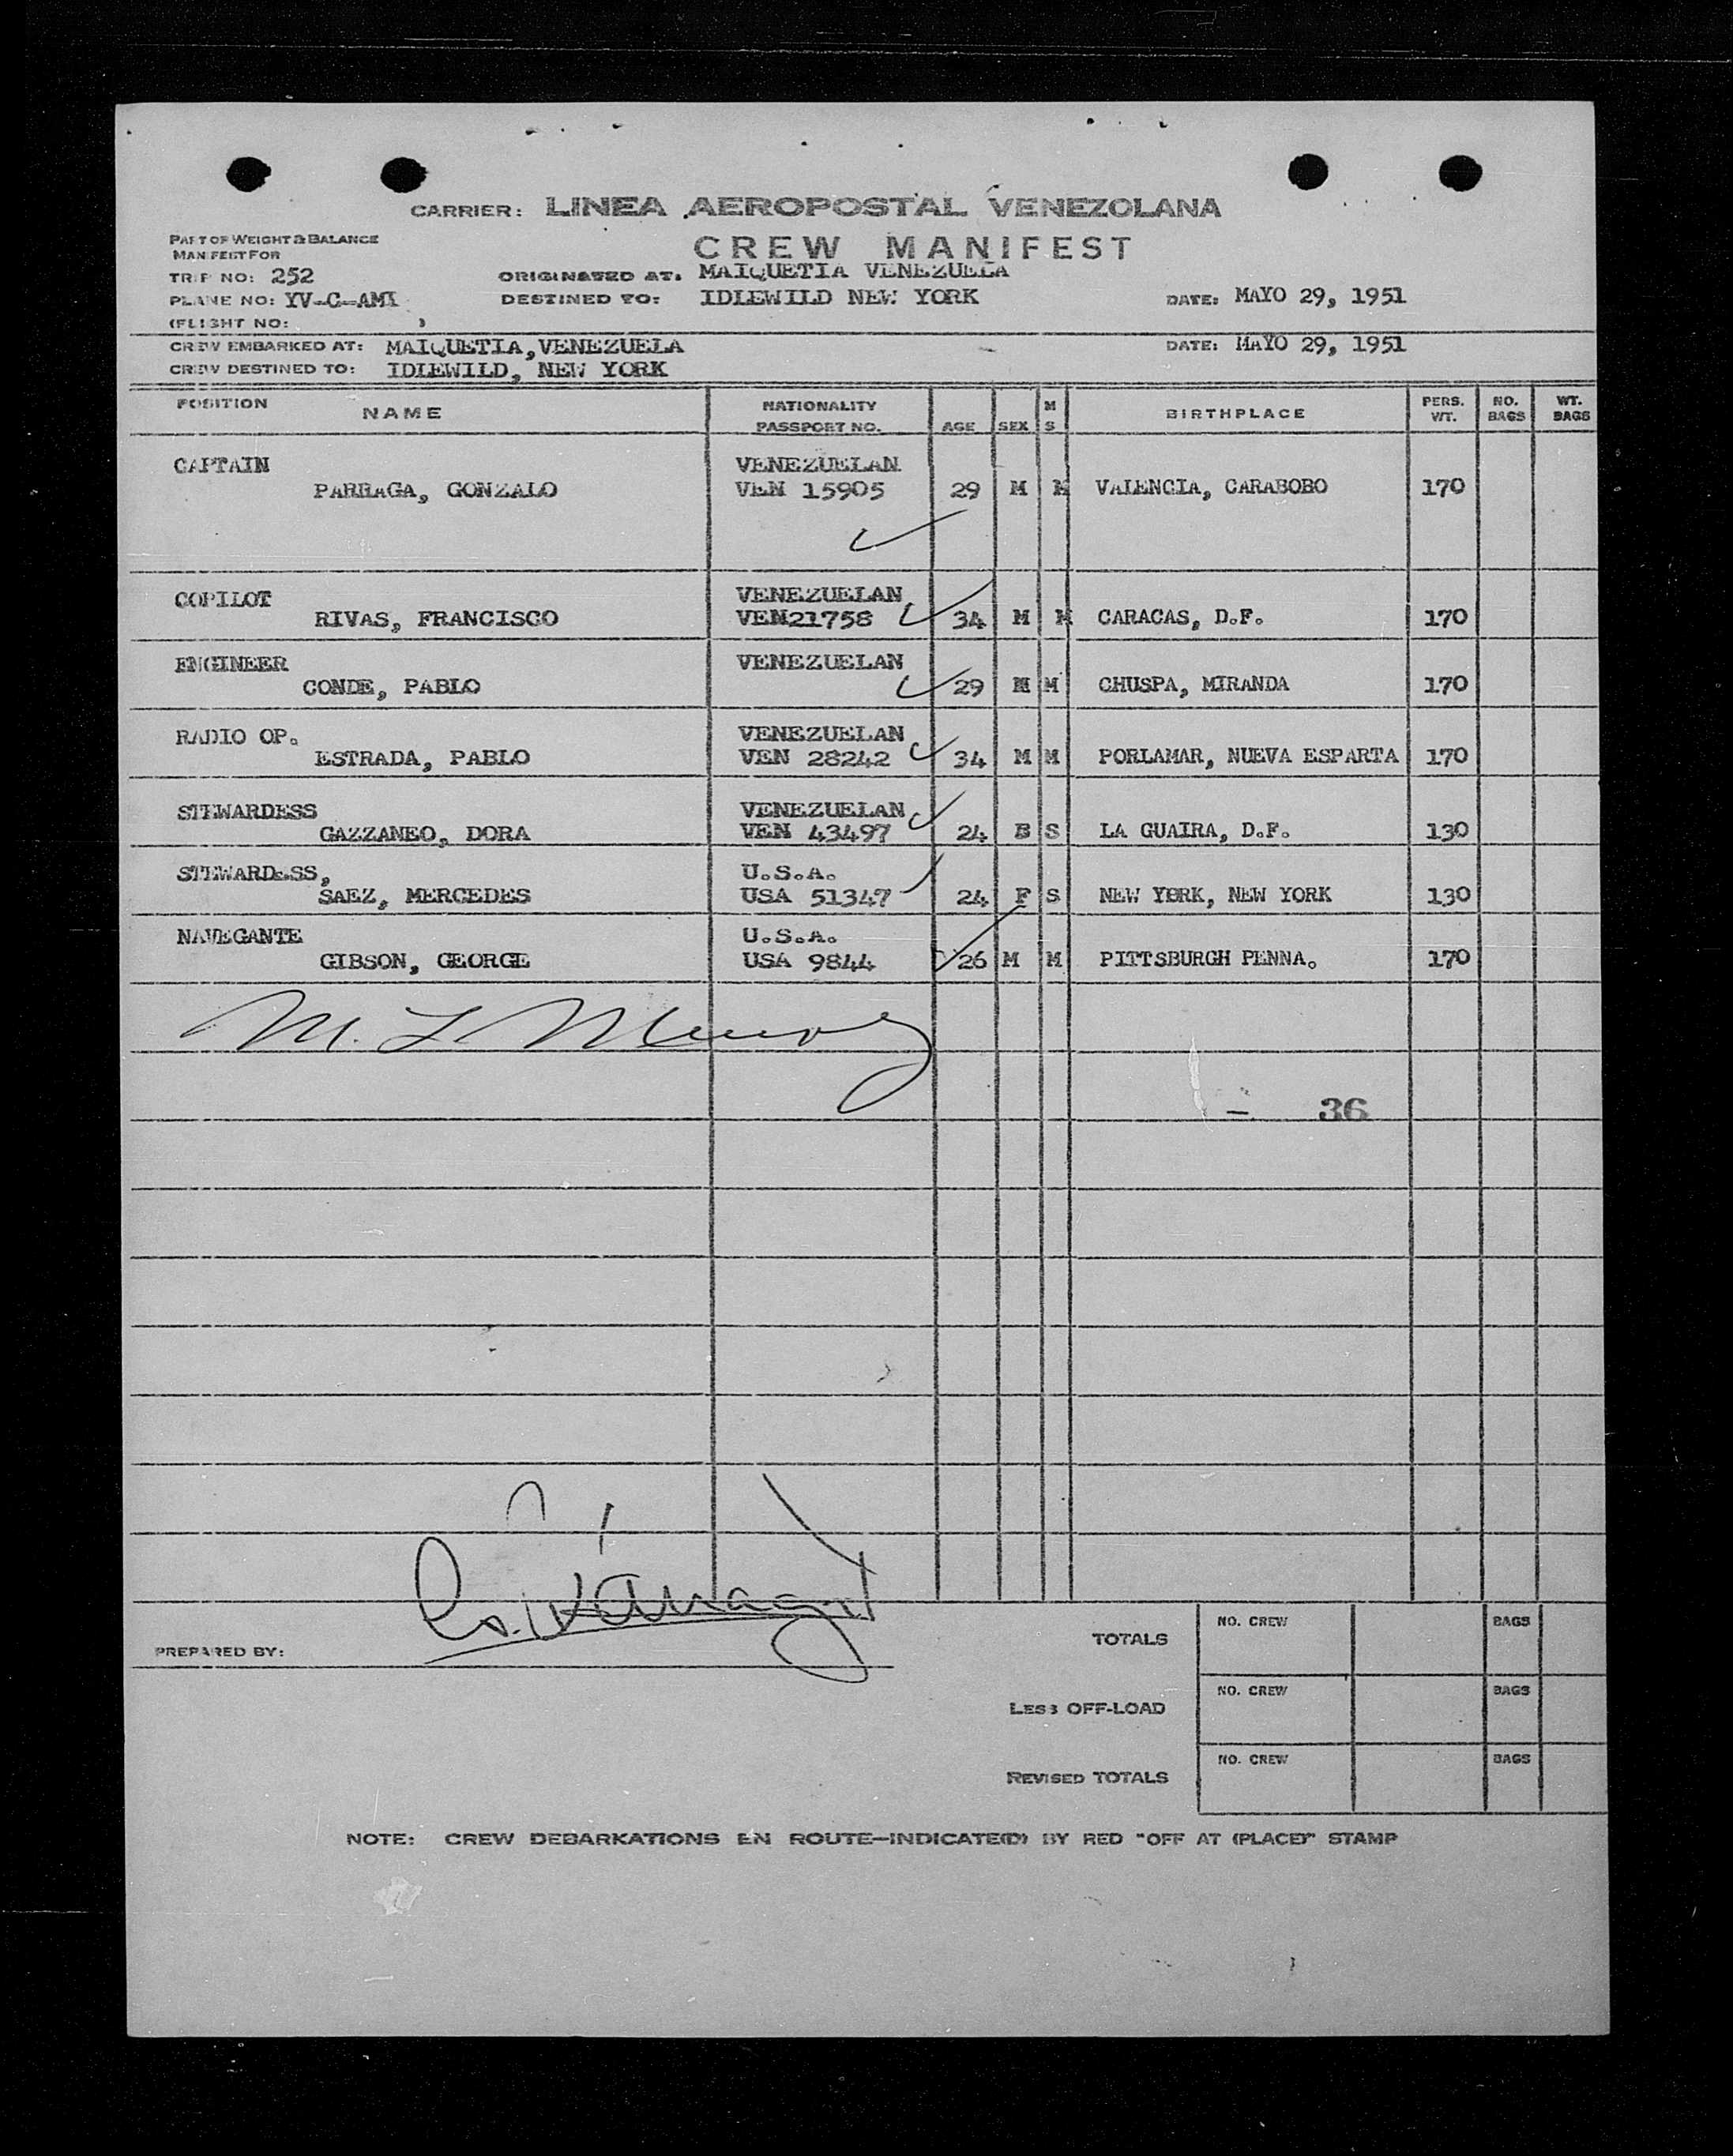 CARRIER: LINEA AEROPOSTAL VENEZOLANA
PART OF WEIGHT & BALANCE
MANIFEST FOR
CREW MANIFEST
TRIP NO: 252
ORIGINATED AT: MAIQUETIA VENEZUELA
PLANE NO: YV-C-AMI
DESTINED TO: IDLEWILD NEW YORK
DATE: MAYO 29, 1951
(FLIGHT NO: )
CREW EMBARKED AT: MAIQUETIA, VENEZUELA
DATE: MAYO 29, 1951
CREW DESTINED TO: IDLEWILD, NEW YORK
POSITION NAME NATIONALITY PASSPORT NO. AGE SEX M S BIRTHPLACE PERS. WT. NO. BAGS WT. BAGS
CAPTAIN VENEZUELAN
PARRAGA, GONZALO VEN 15905 29 M M VALENCIA, CARABOBO 170
COPILOT VENEZUELAN
RIVAS, FRANCISCO VEN21758 34 M M CARACAS, D.F. 170
ENGINEER VENEZUELAN
CONDE, PABLO 29 M M CHUSPA, MIRANDA 170
RADIO OP. VENEZUELAN
ESTRADA, PABLO VEN 28242 34 M M PORLAMAR, NUEVA ESPARTA 170
STEWARDESS VENEZUELAN
GAZZANEO, DORA VEN 43497 24 S LA GUAIRA, D.F. 130
STEWARDESS, U.S.A.
SAEZ, MERCEDES USA 51347 24 F S NEW YORK, NEW YORK 130
NAVEGANTE U.S.A.
GIBSON, GEORGE USA 9844 26 M M PITTSBURGH PENNA. 170
M. L.
- 36
PREPARED BY:
TOTALS NO. CREW BAGS
LESS OFF-LOAD NO. CREW BAGS
REVISED TOTALS NO. CREW BAGS
NOTE: CREW DEBARKATIONS EN ROUTE-INDICATE(D) BY RED "OFF AT (PLACE)" STAMP